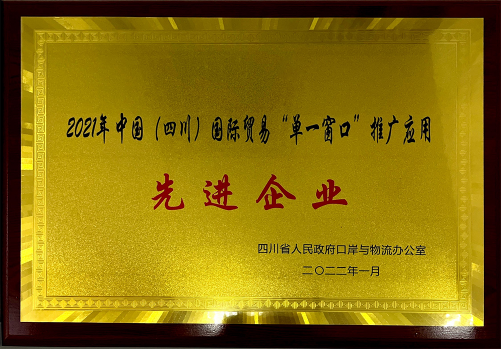 2021年中国（四川）国际贸易“单一窗口”推广应用
先进企业
四川省人民政府口岸与物流办公室
二〇二二年一月